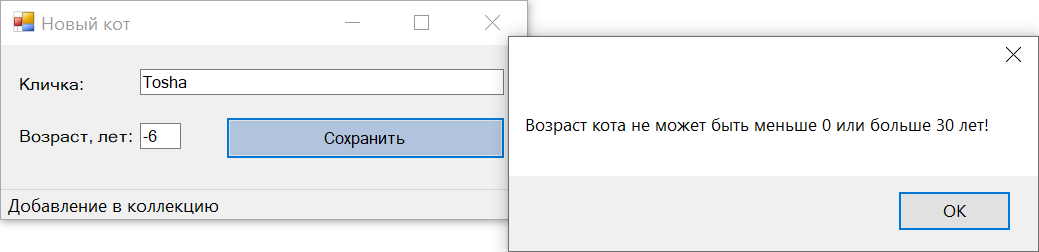 Новый кот
Кличка:
Tosha
Возраст, лет:
-6
Сохранить
Добавление в коллекцию
Возраст кота не может быть меньше 0 или больше 30 лет!
OK